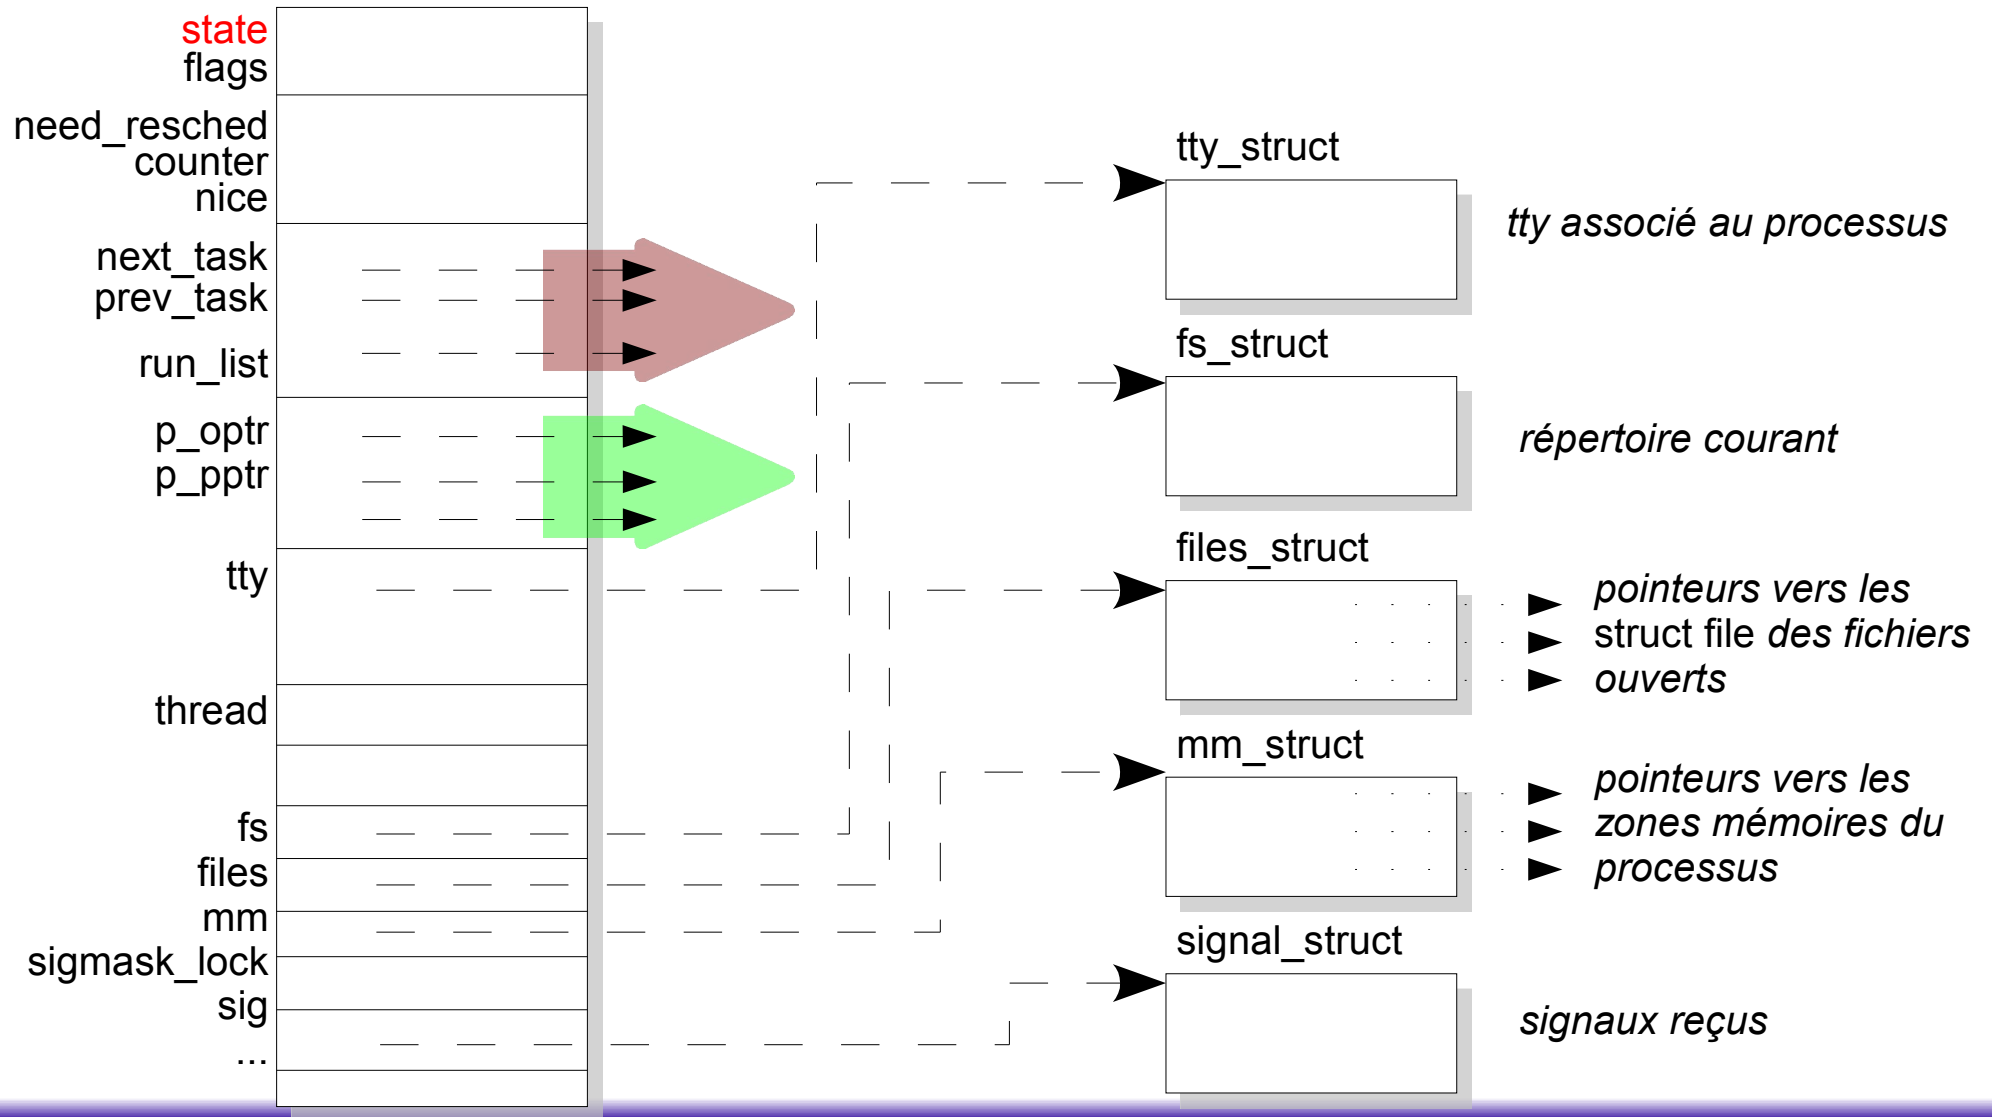 state
flags
need_resched
counter
nice
next_task
prev_task
run_list
p_optr
p_pptr
tty
thread
fs
files
mm
sigmask_lock
sig
...
tty_struct
tty associé au processus
fs_struct
répertoire courant
files_struct
pointeurs vers les
struct file des fichiers
ouverts
mm_struct
pointeurs vers les
zones mémoires du
processus
signal_struct
signaux reçus